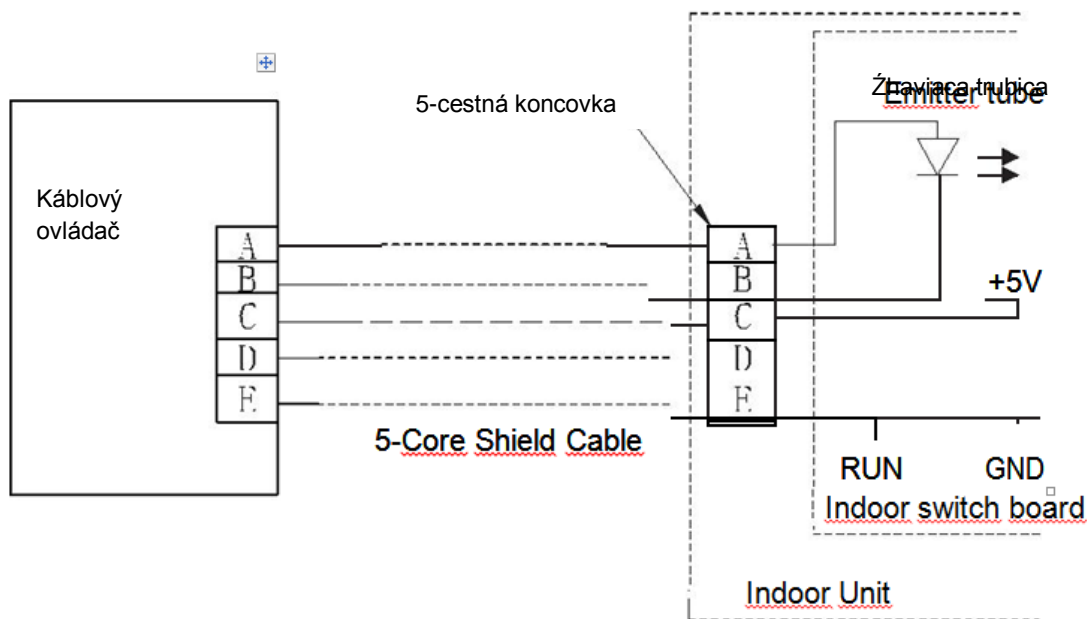 Žhaviaca trubica
Emitter tube
5-cestná koncovka
Káblový
ovládač
A
B
C
D
E
A
B
C
D
E
+5V
5-Core Shield Cable
RUN
GND
Indoor switch board
Indoor Unit